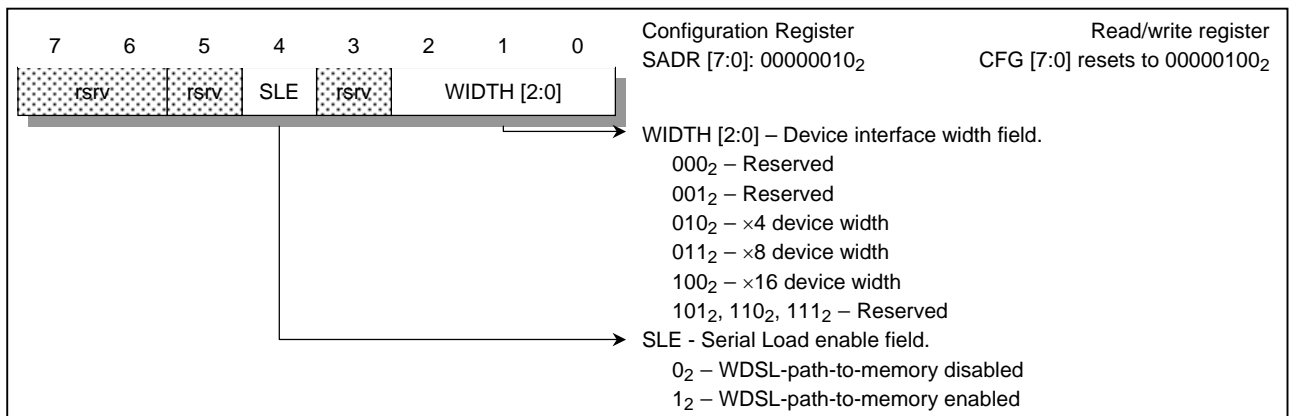 7 6 5 4 3 2 1 0
rsrv rsrv SLE rsrv WIDTH [2:0]
Configuration Register Read/write register
SADR [7:0]: 00000010₂ CFG [7:0] resets to 00000100₂
WIDTH [2:0] – Device interface width field.
000₂ – Reserved
001₂ – Reserved
010₂ – ×4 device width
011₂ – ×8 device width
100₂ – ×16 device width
101₂, 110₂, 111₂ – Reserved
SLE - Serial Load enable field.
0₂ – WDSL-path-to-memory disabled
1₂ – WDSL-path-to-memory enabled